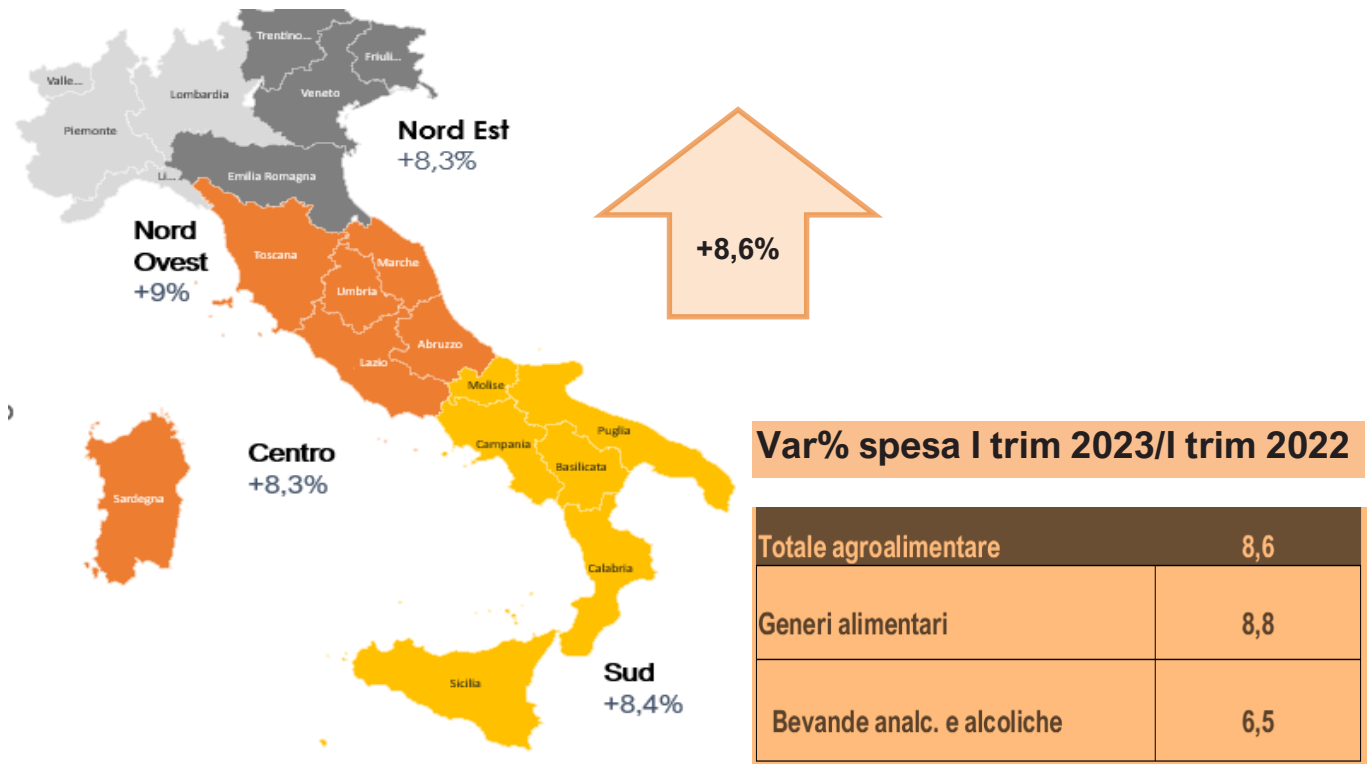 Trentino...
Friuli...
Valle...
Lombardia
Veneto
Piemonte
Nord Est
+8,3%
Li...
Emilia Romagna
Nord
Ovest
+9%
Toscana
Marche
Umbria
+8,6%
Abruzzo
Lazio
Molise
Campania
Puglia
Basilicata
Centro
+8,3%
Sardegna
Calabria
Sicilia
Sud
+8,4%
Var% spesa I trim 2023/I trim 2022
Totale agroalimentare 8,6
Generi alimentari 8,8
Bevande analc. e alcoliche 6,5